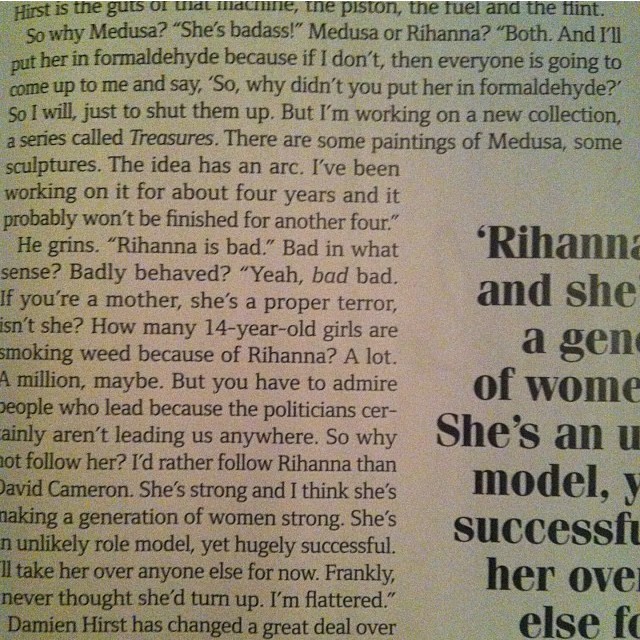 Hirst is the guts of that machine, the piston, the fuel and the flint.
So why Medusa? “She’s badass!” Medusa or Rihanna? “Both. And I’ll
put her in formaldehyde because if I don’t, then everyone is going to
come up to me and say, ‘So, why didn’t you put her in formaldehyde?’
So I will, just to shut them up. But I’m working on a new collection,
a series called Treasures. There are some paintings of Medusa, some
sculptures. The idea has an arc. I’ve been
working on it for about four years and it
probably won’t be finished for another four.”
He grins. “Rihanna is bad.” Bad in what
sense? Badly behaved? “Yeah, bad bad.
If you’re a mother, she’s a proper terror,
isn’t she? How many 14-year-old girls are
smoking weed because of Rihanna? A lot.
A million, maybe. But you have to admire
people who lead because the politicians cer-
tainly aren’t leading us anywhere. So why
not follow her? I’d rather follow Rihanna than
David Cameron. She’s strong and I think she’s
making a generation of women strong. She’s
n unlikely role model, yet hugely successful.
’ll take her over anyone else for now. Frankly,
never thought she’d turn up. I’m flattered.”
Damien Hirst has changed a great deal over
‘Rihanna
and she
a gene
of wome
She’s an u
model, y
successfu
her over
else fo